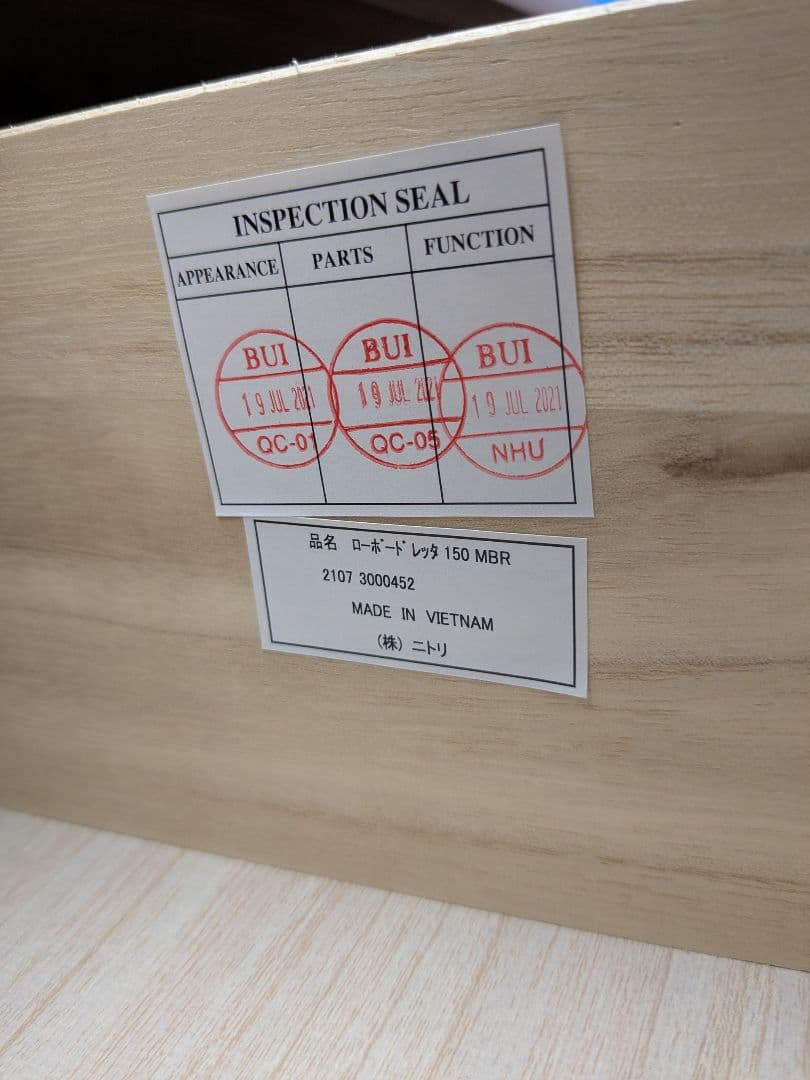 INSPECTION SEAL
APPEARANCE PARTS FUNCTION
BUI BUI BUI
19 JUL 2021 19 JUL 2021 19 JUL 2021
QC-01 QC-05 NHU
品名 ローボード レッタ 150 MBR
2107 3000452
MADE IN VIETNAM
(株) ニトリ